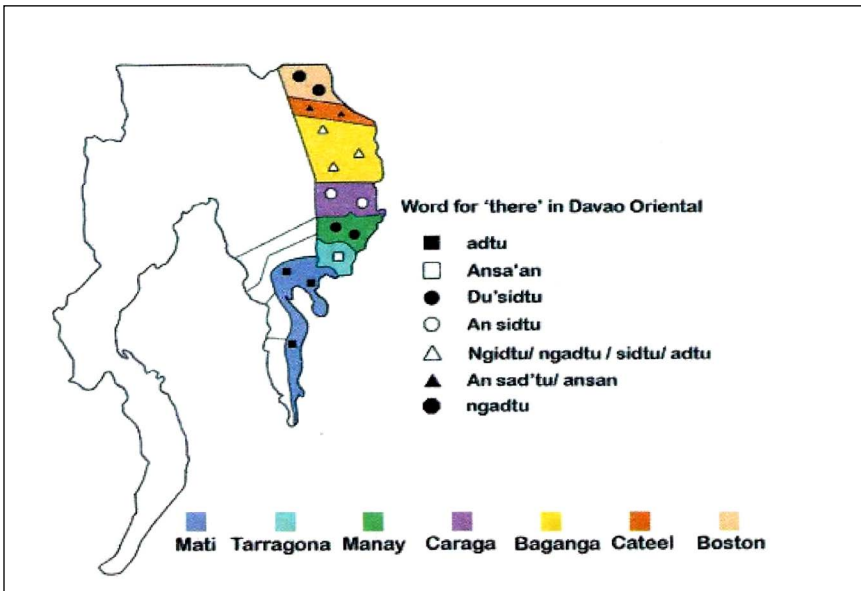 Word for 'there' in Davao Oriental
adtu
Ansa'an
Du'sidtu
An sidtu
Ngidtu/ ngadtu / sidtu/ adtu
An sad'tu/ ansan
ngadtu
Mati Tarragona Manay Caraga Baganga Cateel Boston